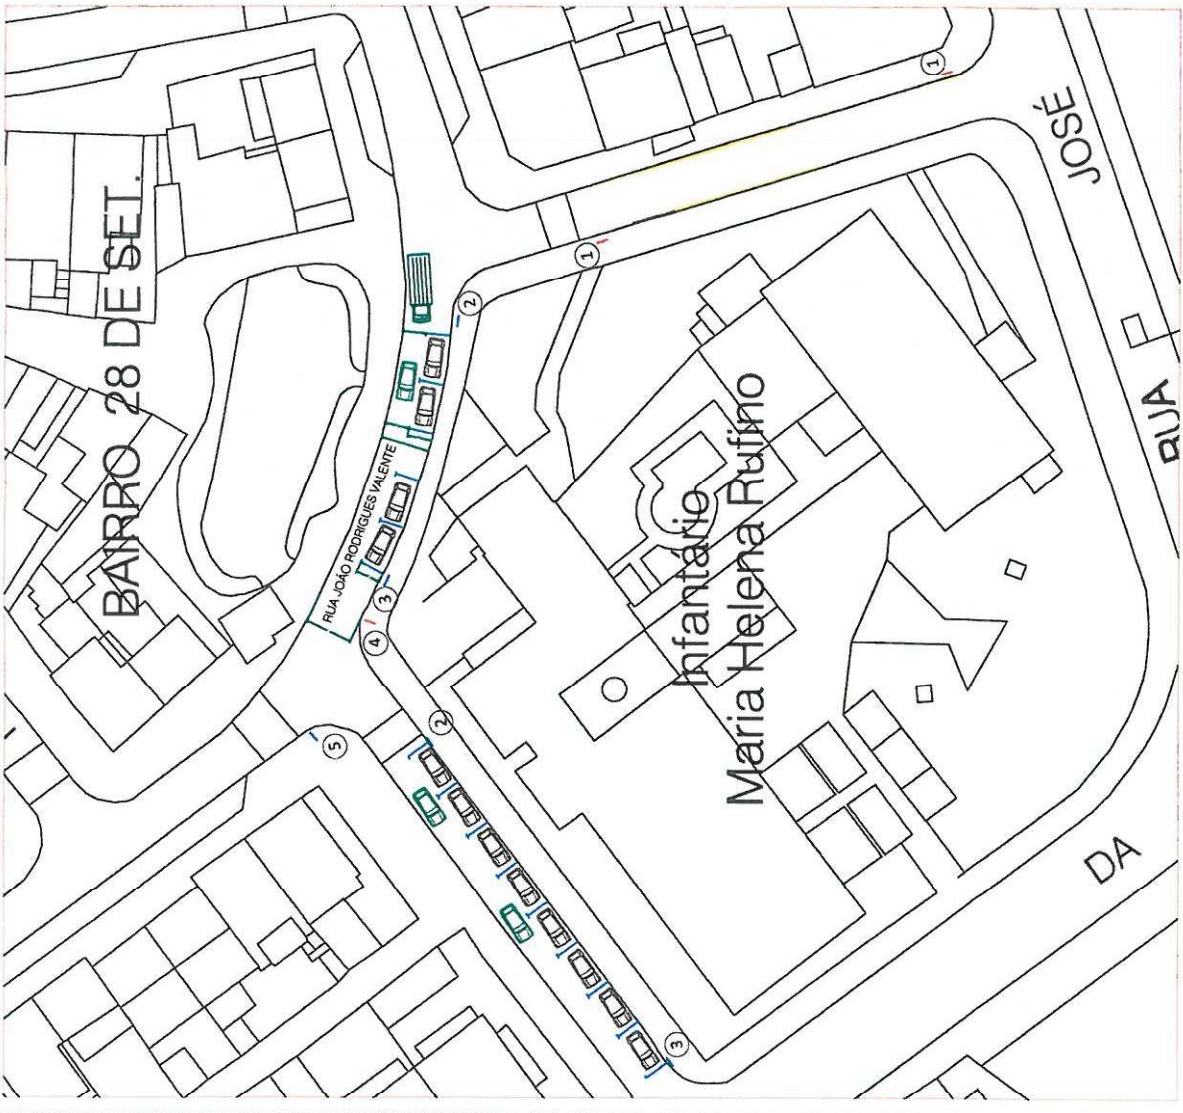 BAIRRO 28 DE SET.
JOSÉ
RUA
DA
RUA JOÃO RODRIGUES VALENTE
Infantário
Maria Helena Rufino
1
1
2
3
4
2
5
3